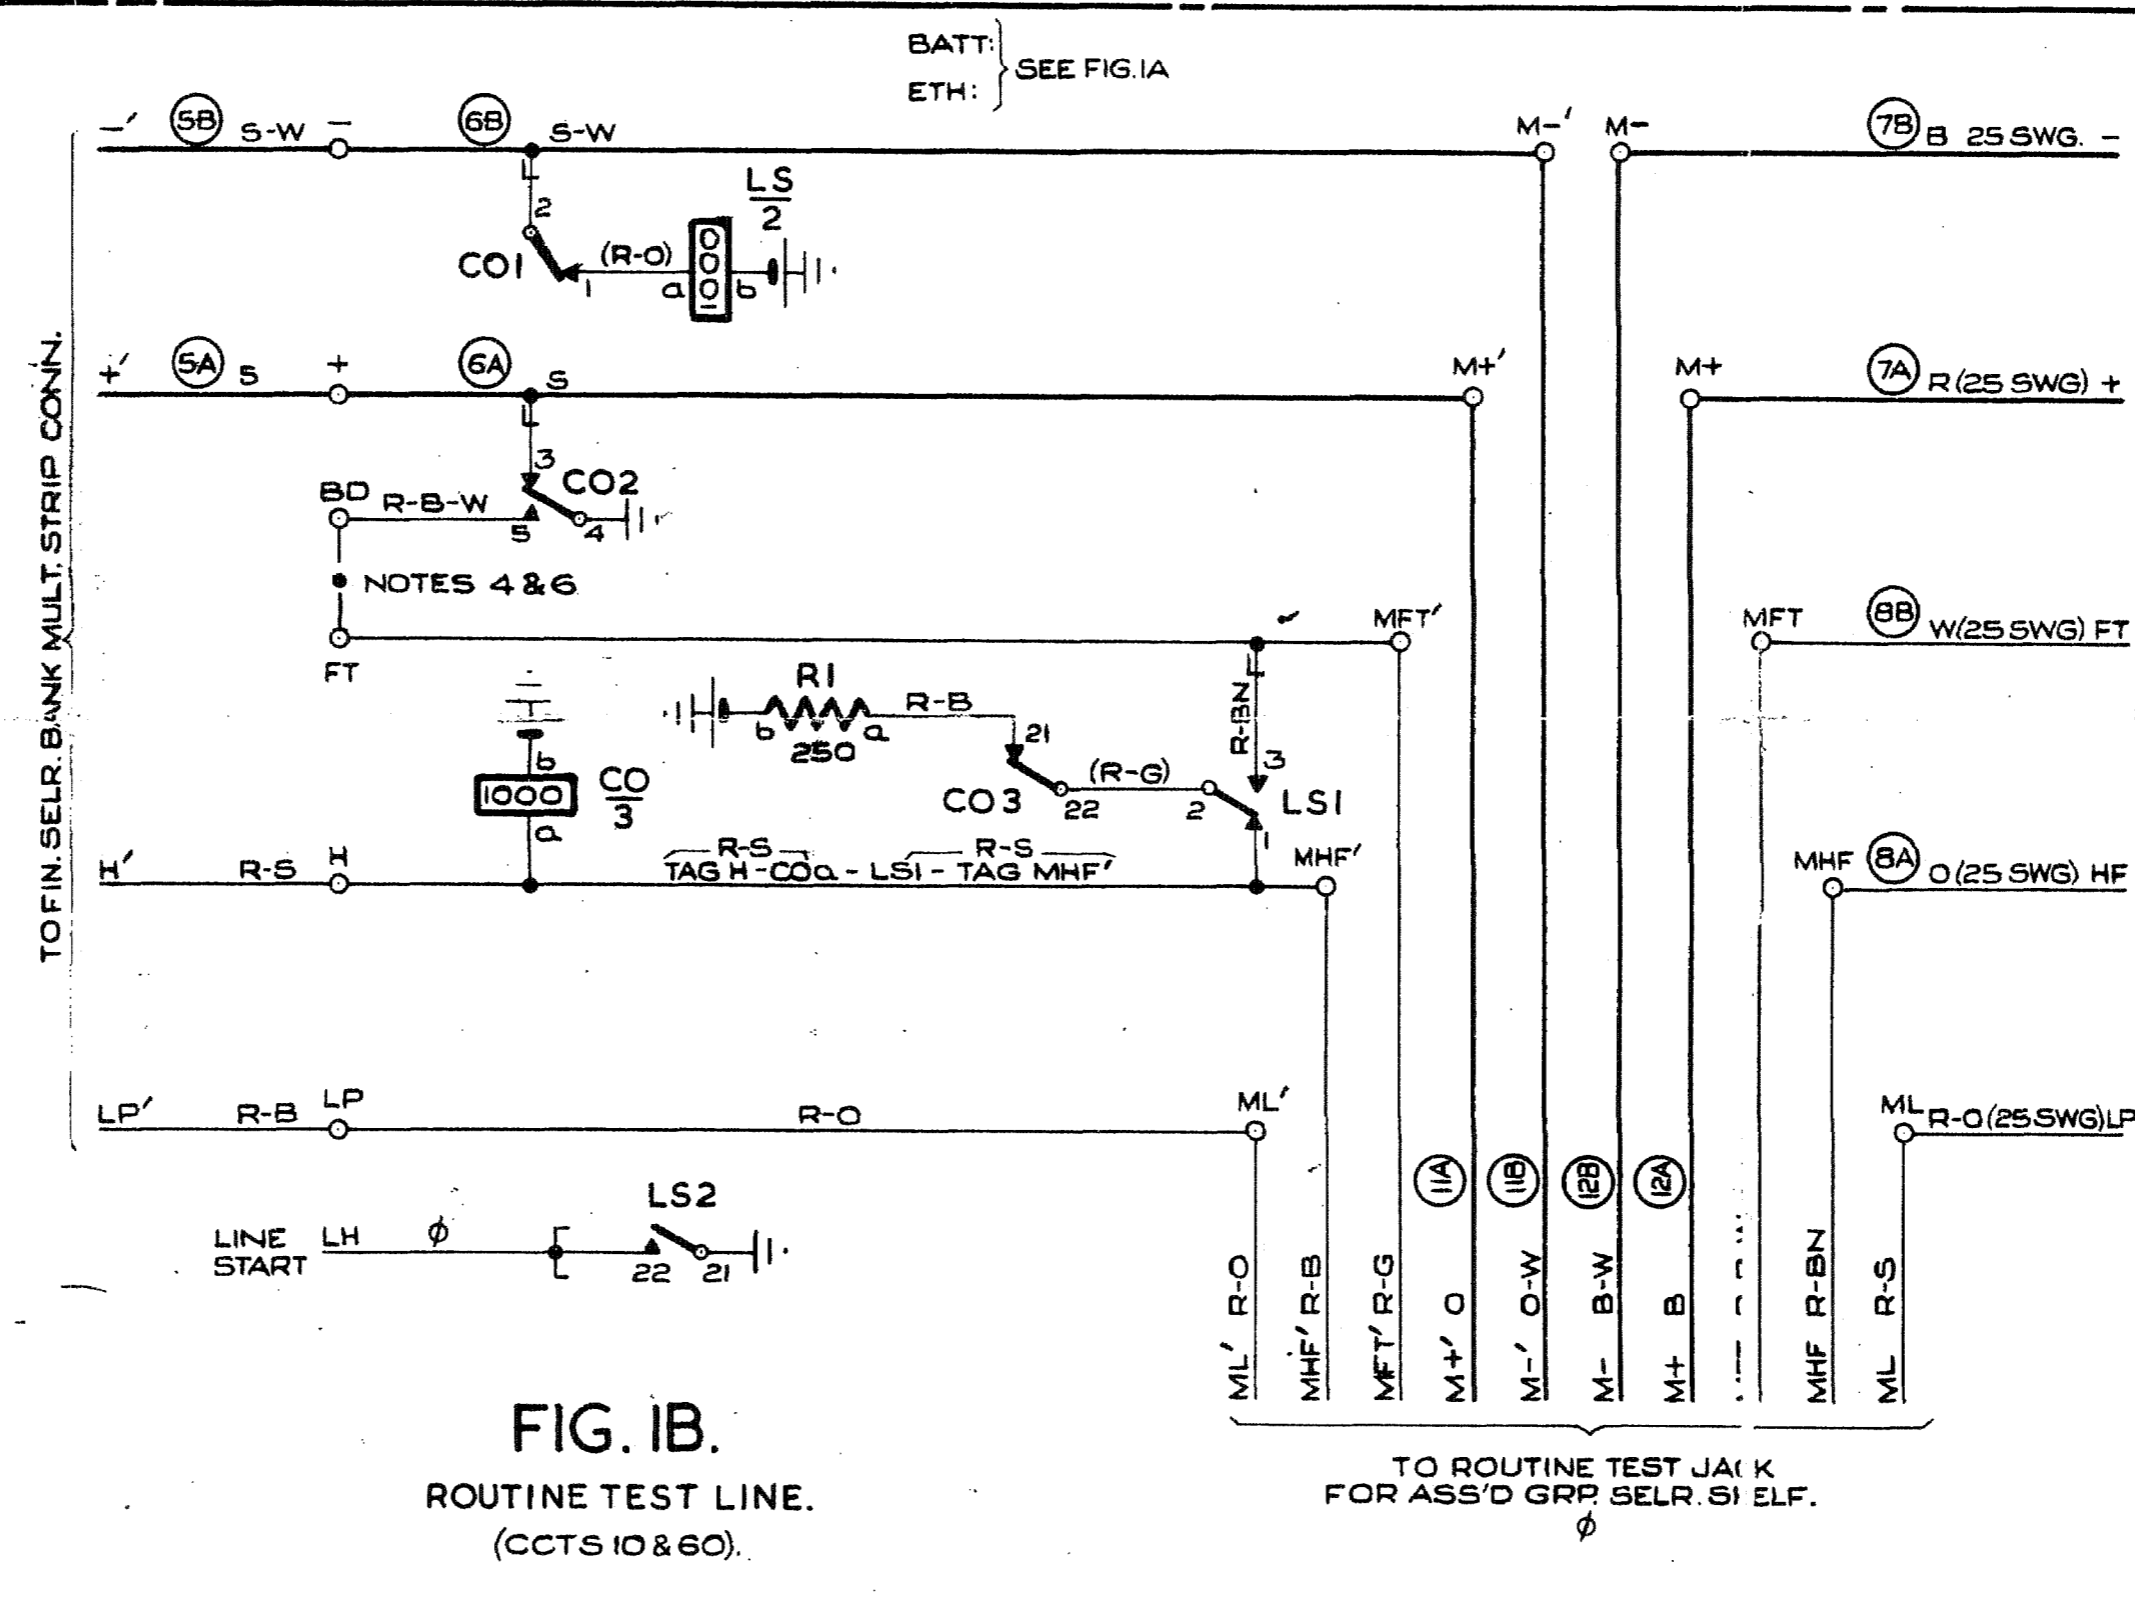 BATT:
ETH:
SEE FIG.1A
-′ 5B S-W - 6B S-W M-′ M- 7B B 25 SWG. -
2
CO1 1 (R-O) a 1000 b
LS
2
+′ 5A S + 6A S M+′ M+ 7A R (25 SWG) +
3
CO2
BD R-B-W 5 4
NOTES 4 & 6
FT MFT′ MFT 8B W(25 SWG) FT
R1
b 250 a R-B 21
R-BN
CO3 22 (R-G) 2 3 LS1 1
b
1000
a
CO
3
H′ R-S H
R-S R-S
TAG H-COa - LS1 - TAG MHF′
MHF′ MHF 8A O(25 SWG) HF
LP′ R-B LP R-O ML′ ML R-O (25 SWG) LP
TO FIN. SELR. BANK MULT. STRIP CONN.
LS2
LINE
START
LH ϕ 22 21
11A 11B 12B 12A
ML′ R-O
MHF′ R-B
MFT′ R-G
M+′ O
M-′ O-W
M- B-W
M+ B
MHF R-BN
ML R-S
TO ROUTINE TEST JACK
FOR ASS'D GRP. SELR. SHELF.
ϕ
FIG. 1B.
ROUTINE TEST LINE.
(CCTS 10 & 60).